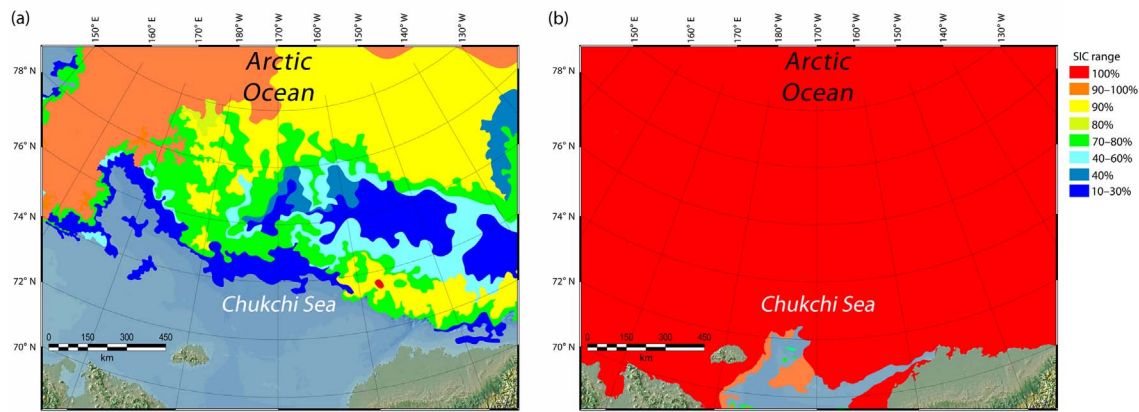 (a)
150° E
160° E
170° E
180° W
170° W
160° W
150° W
140° W
130° W
78° N
76° N
74° N
72° N
70° N
Arctic
Ocean
Chukchi Sea
0 150 300 450
km
(b)
150° E
160° E
170° E
180° W
170° W
160° W
150° W
140° W
130° W
78° N
76° N
74° N
72° N
70° N
Arctic
Ocean
Chukchi Sea
0 150 300 450
km
SIC range
100%
90–100%
90%
80%
70–80%
40–60%
40%
10–30%